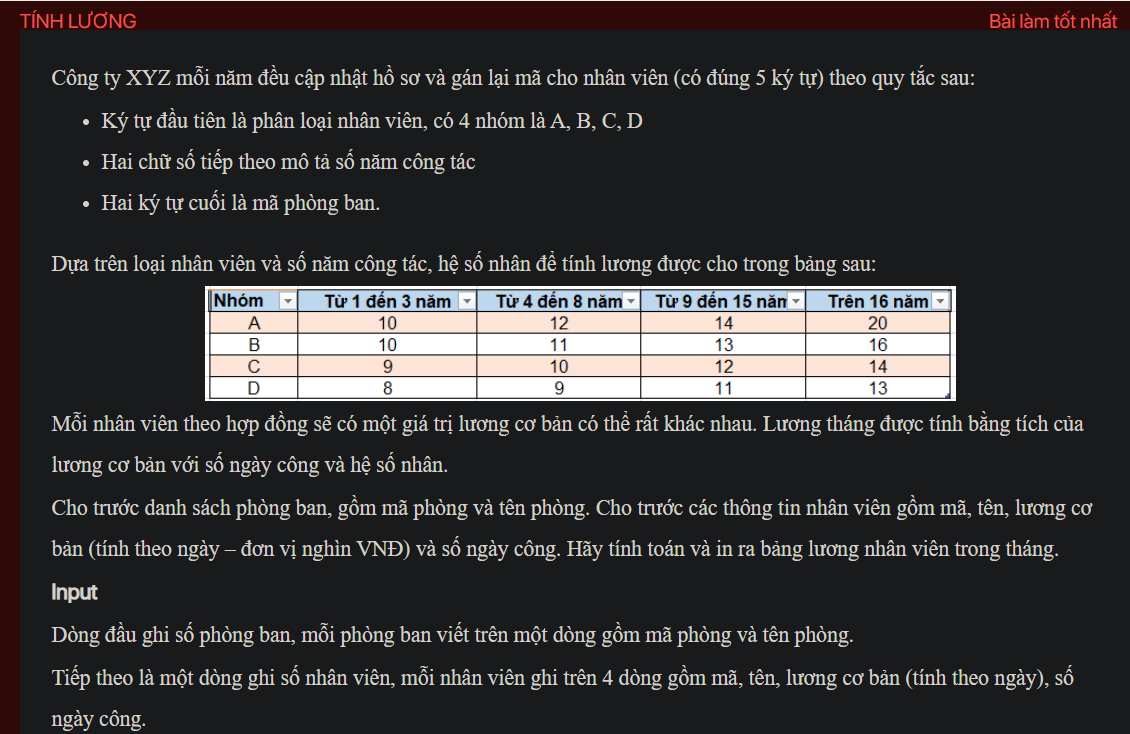 TÍNH LƯƠNG
Bài làm tốt nhất
Công ty XYZ mỗi năm đều cập nhật hồ sơ và gán lại mã cho nhân viên (có đúng 5 ký tự) theo quy tắc sau:
• Ký tự đầu tiên là phân loại nhân viên, có 4 nhóm là A, B, C, D
• Hai chữ số tiếp theo mô tả số năm công tác
• Hai ký tự cuối là mã phòng ban.
Dựa trên loại nhân viên và số năm công tác, hệ số nhân để tính lương được cho trong bảng sau:
Nhóm Từ 1 đến 3 năm Từ 4 đến 8 năm Từ 9 đến 15 năm Trên 16 năm
A 10 12 14 20
B 10 11 13 16
C 9 10 12 14
D 8 9 11 13
Mỗi nhân viên theo hợp đồng sẽ có một giá trị lương cơ bản có thể rất khác nhau. Lương tháng được tính bằng tích của
lương cơ bản với số ngày công và hệ số nhân.
Cho trước danh sách phòng ban, gồm mã phòng và tên phòng. Cho trước các thông tin nhân viên gồm mã, tên, lương cơ
bản (tính theo ngày – đơn vị nghìn VNĐ) và số ngày công. Hãy tính toán và in ra bảng lương nhân viên trong tháng.
Input
Dòng đầu ghi số phòng ban, mỗi phòng ban viết trên một dòng gồm mã phòng và tên phòng.
Tiếp theo là một dòng ghi số nhân viên, mỗi nhân viên ghi trên 4 dòng gồm mã, tên, lương cơ bản (tính theo ngày), số
ngày công.